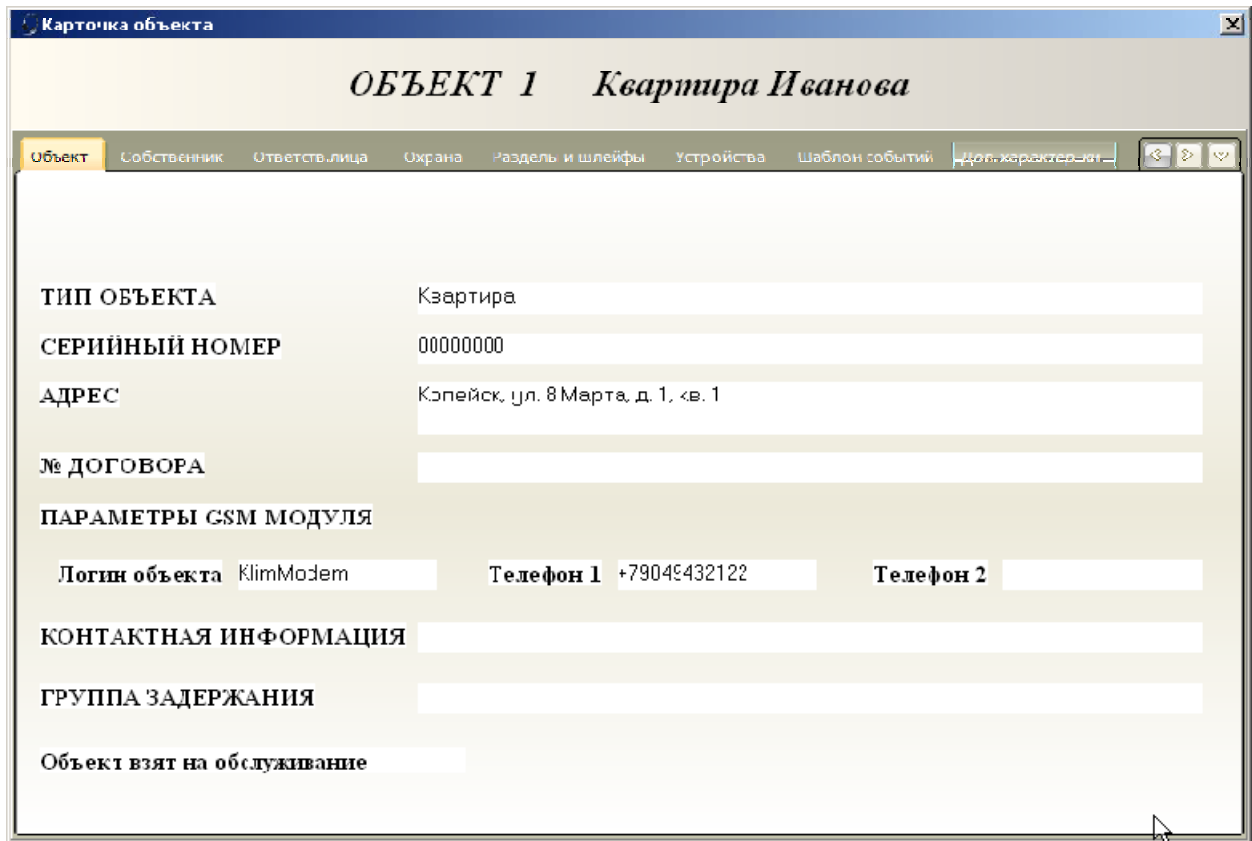 Карточка объекта
ОБЪЕКТ 1 Квартира Иванова
Объект Собственник Ответств.лица Охрана Разделы и шлейфы Устройства Шаблон событий
ТИП ОБЪЕКТА Квартира
СЕРИЙНЫЙ НОМЕР 00000000
АДРЕС Копейск, ул. 8 Марта, д. 1, кв. 1
№ ДОГОВОРА
ПАРАМЕТРЫ GSM МОДУЛЯ
Логин объекта KlimModem Телефон 1 +79049432122 Телефон 2
КОНТАКТНАЯ ИНФОРМАЦИЯ
ГРУППА ЗАДЕРЖАНИЯ
Объект взят на обслуживание